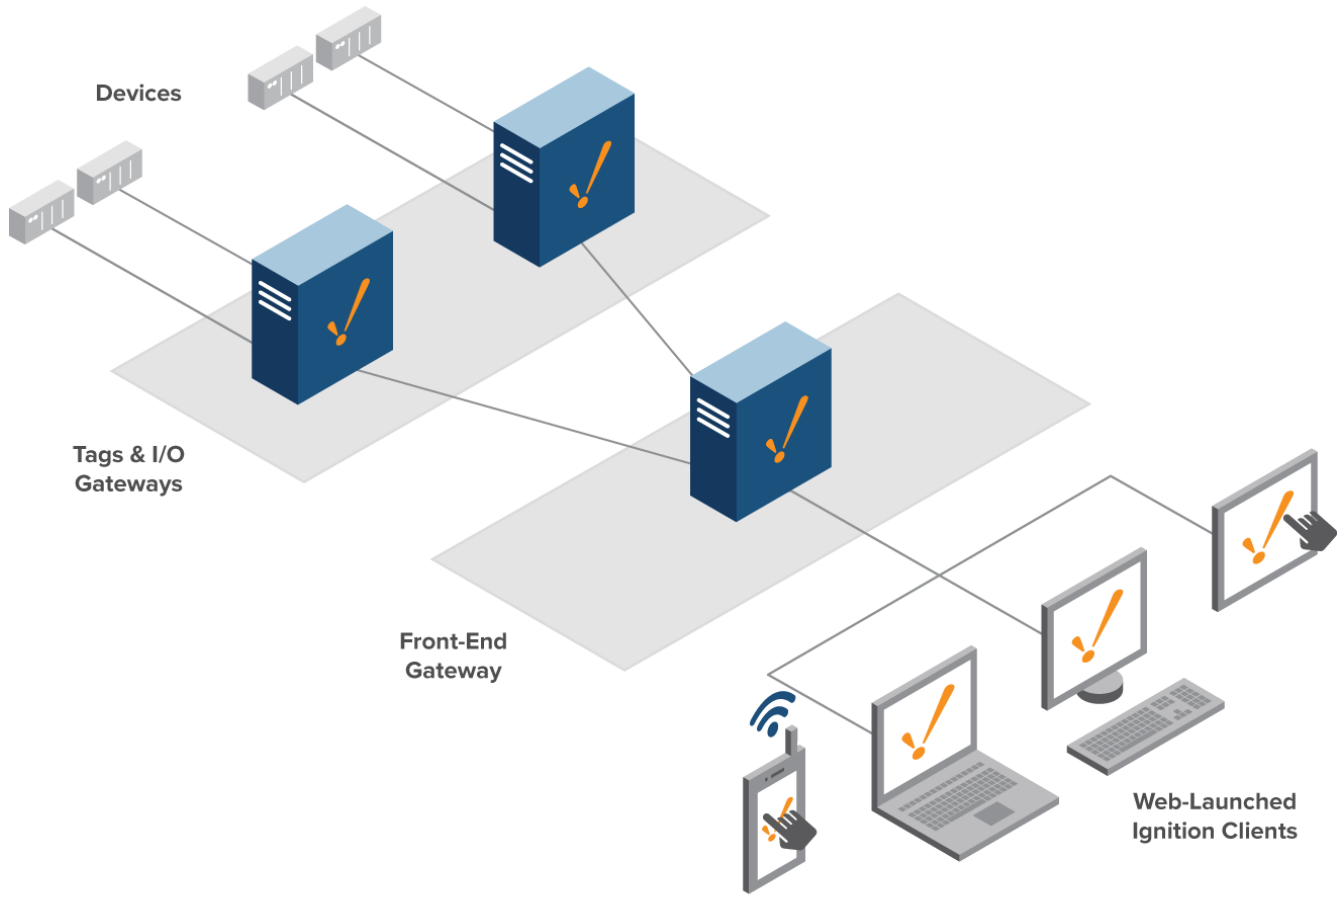 Devices
Tags & I/O
Gateways
Front-End
Gateway
Web-Launched
Ignition Clients